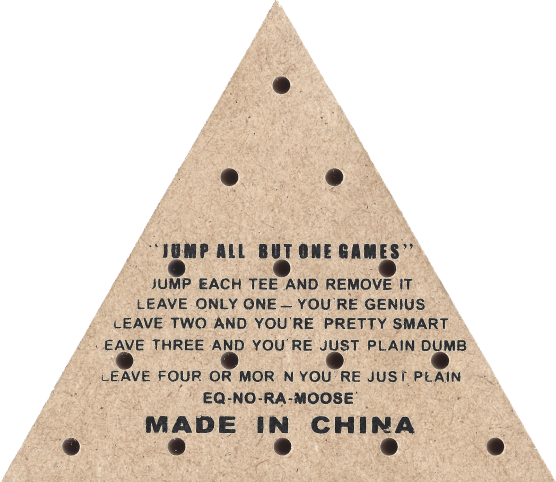 "JUMP ALL BUT ONE GAMES"
JUMP EACH TEE AND REMOVE IT
LEAVE ONLY ONE — YOU'RE GENIUS
LEAVE TWO AND YOU'RE PRETTY SMART
EAVE THREE AND YOU'RE JUST PLAIN DUMB
LEAVE FOUR OR MOR N YOU'RE JUST PLAIN
EQ-NO-RA-MOOSE'
MADE IN CHINA